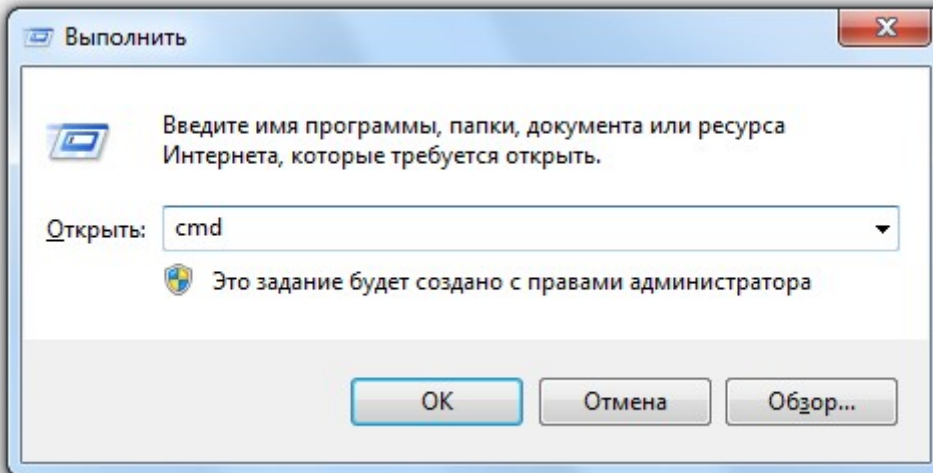 Выполнить
Введите имя программы, папки, документа или ресурса
Интернета, которые требуется открыть.
Открыть: cmd
Это задание будет создано с правами администратора
ОК Отмена Обзор...